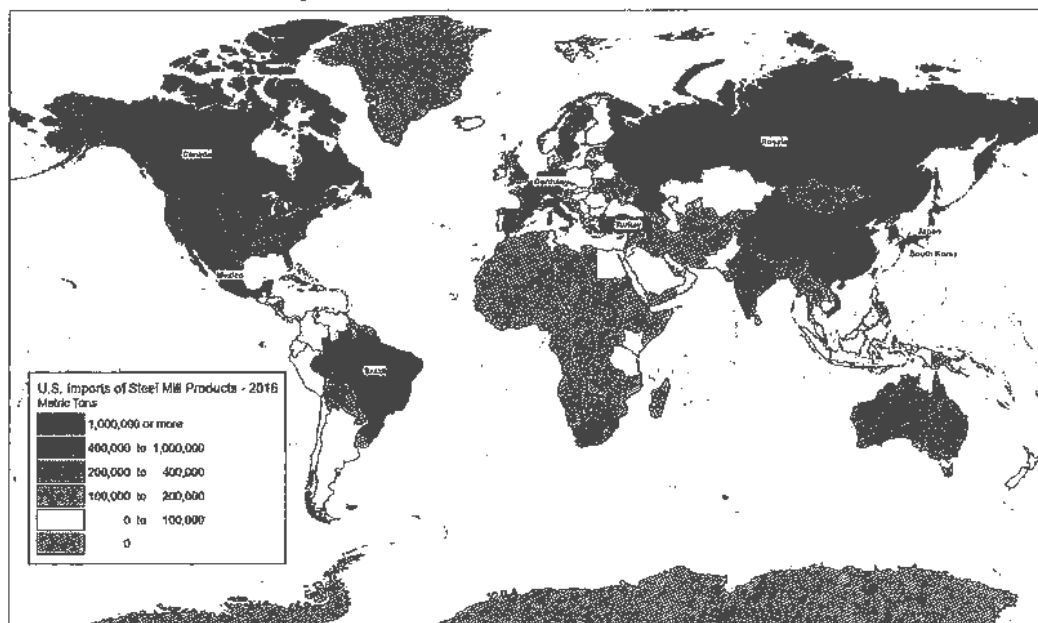 Canada
Russia
Germany
Turkey
Japan
South Korea
Mexico
Brazil
U.S. Imports of Steel Mill Products - 2016
Metric Tons
1,000,000 or more
400,000 to 1,000,000
200,000 to 400,000
100,000 to 200,000
0 to 100,000
0